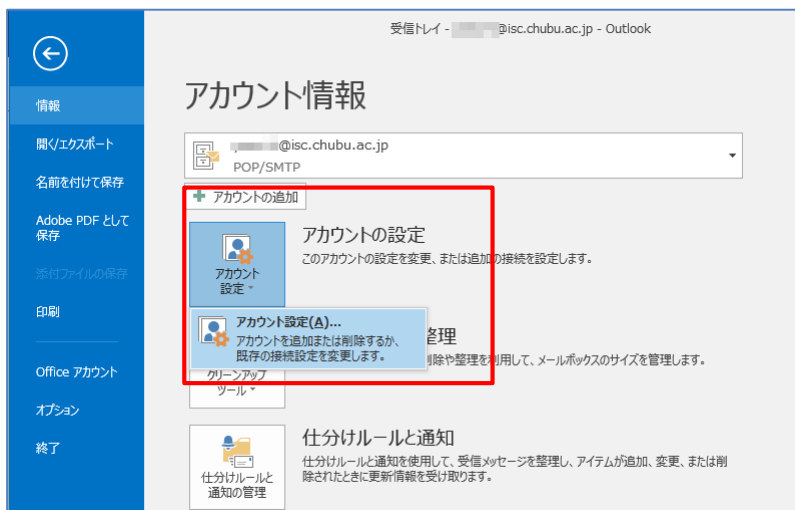 受信トレイ - @isc.chubu.ac.jp - Outlook
情報
開く/エクスポート
名前を付けて保存
Adobe PDF として
保存
添付ファイルの保存
印刷
Office アカウント
オプション
終了
アカウント情報
@isc.chubu.ac.jp
POP/SMTP
アカウントの追加
アカウント
設定
アカウントの設定
このアカウントの設定を変更、または追加の接続を設定します。
アカウント設定(A)...
アカウントを追加または削除するか、
既存の接続設定を変更します。
整理
削除や整理を利用して、メールボックスのサイズを管理します。
クリーンアップ
ツール
仕分けルールと
通知の管理
仕分けルールと通知
仕分けルールと通知を使用して、受信メッセージを整理し、アイテムが追加、変更、または削
除されたときに更新情報を受け取ります。